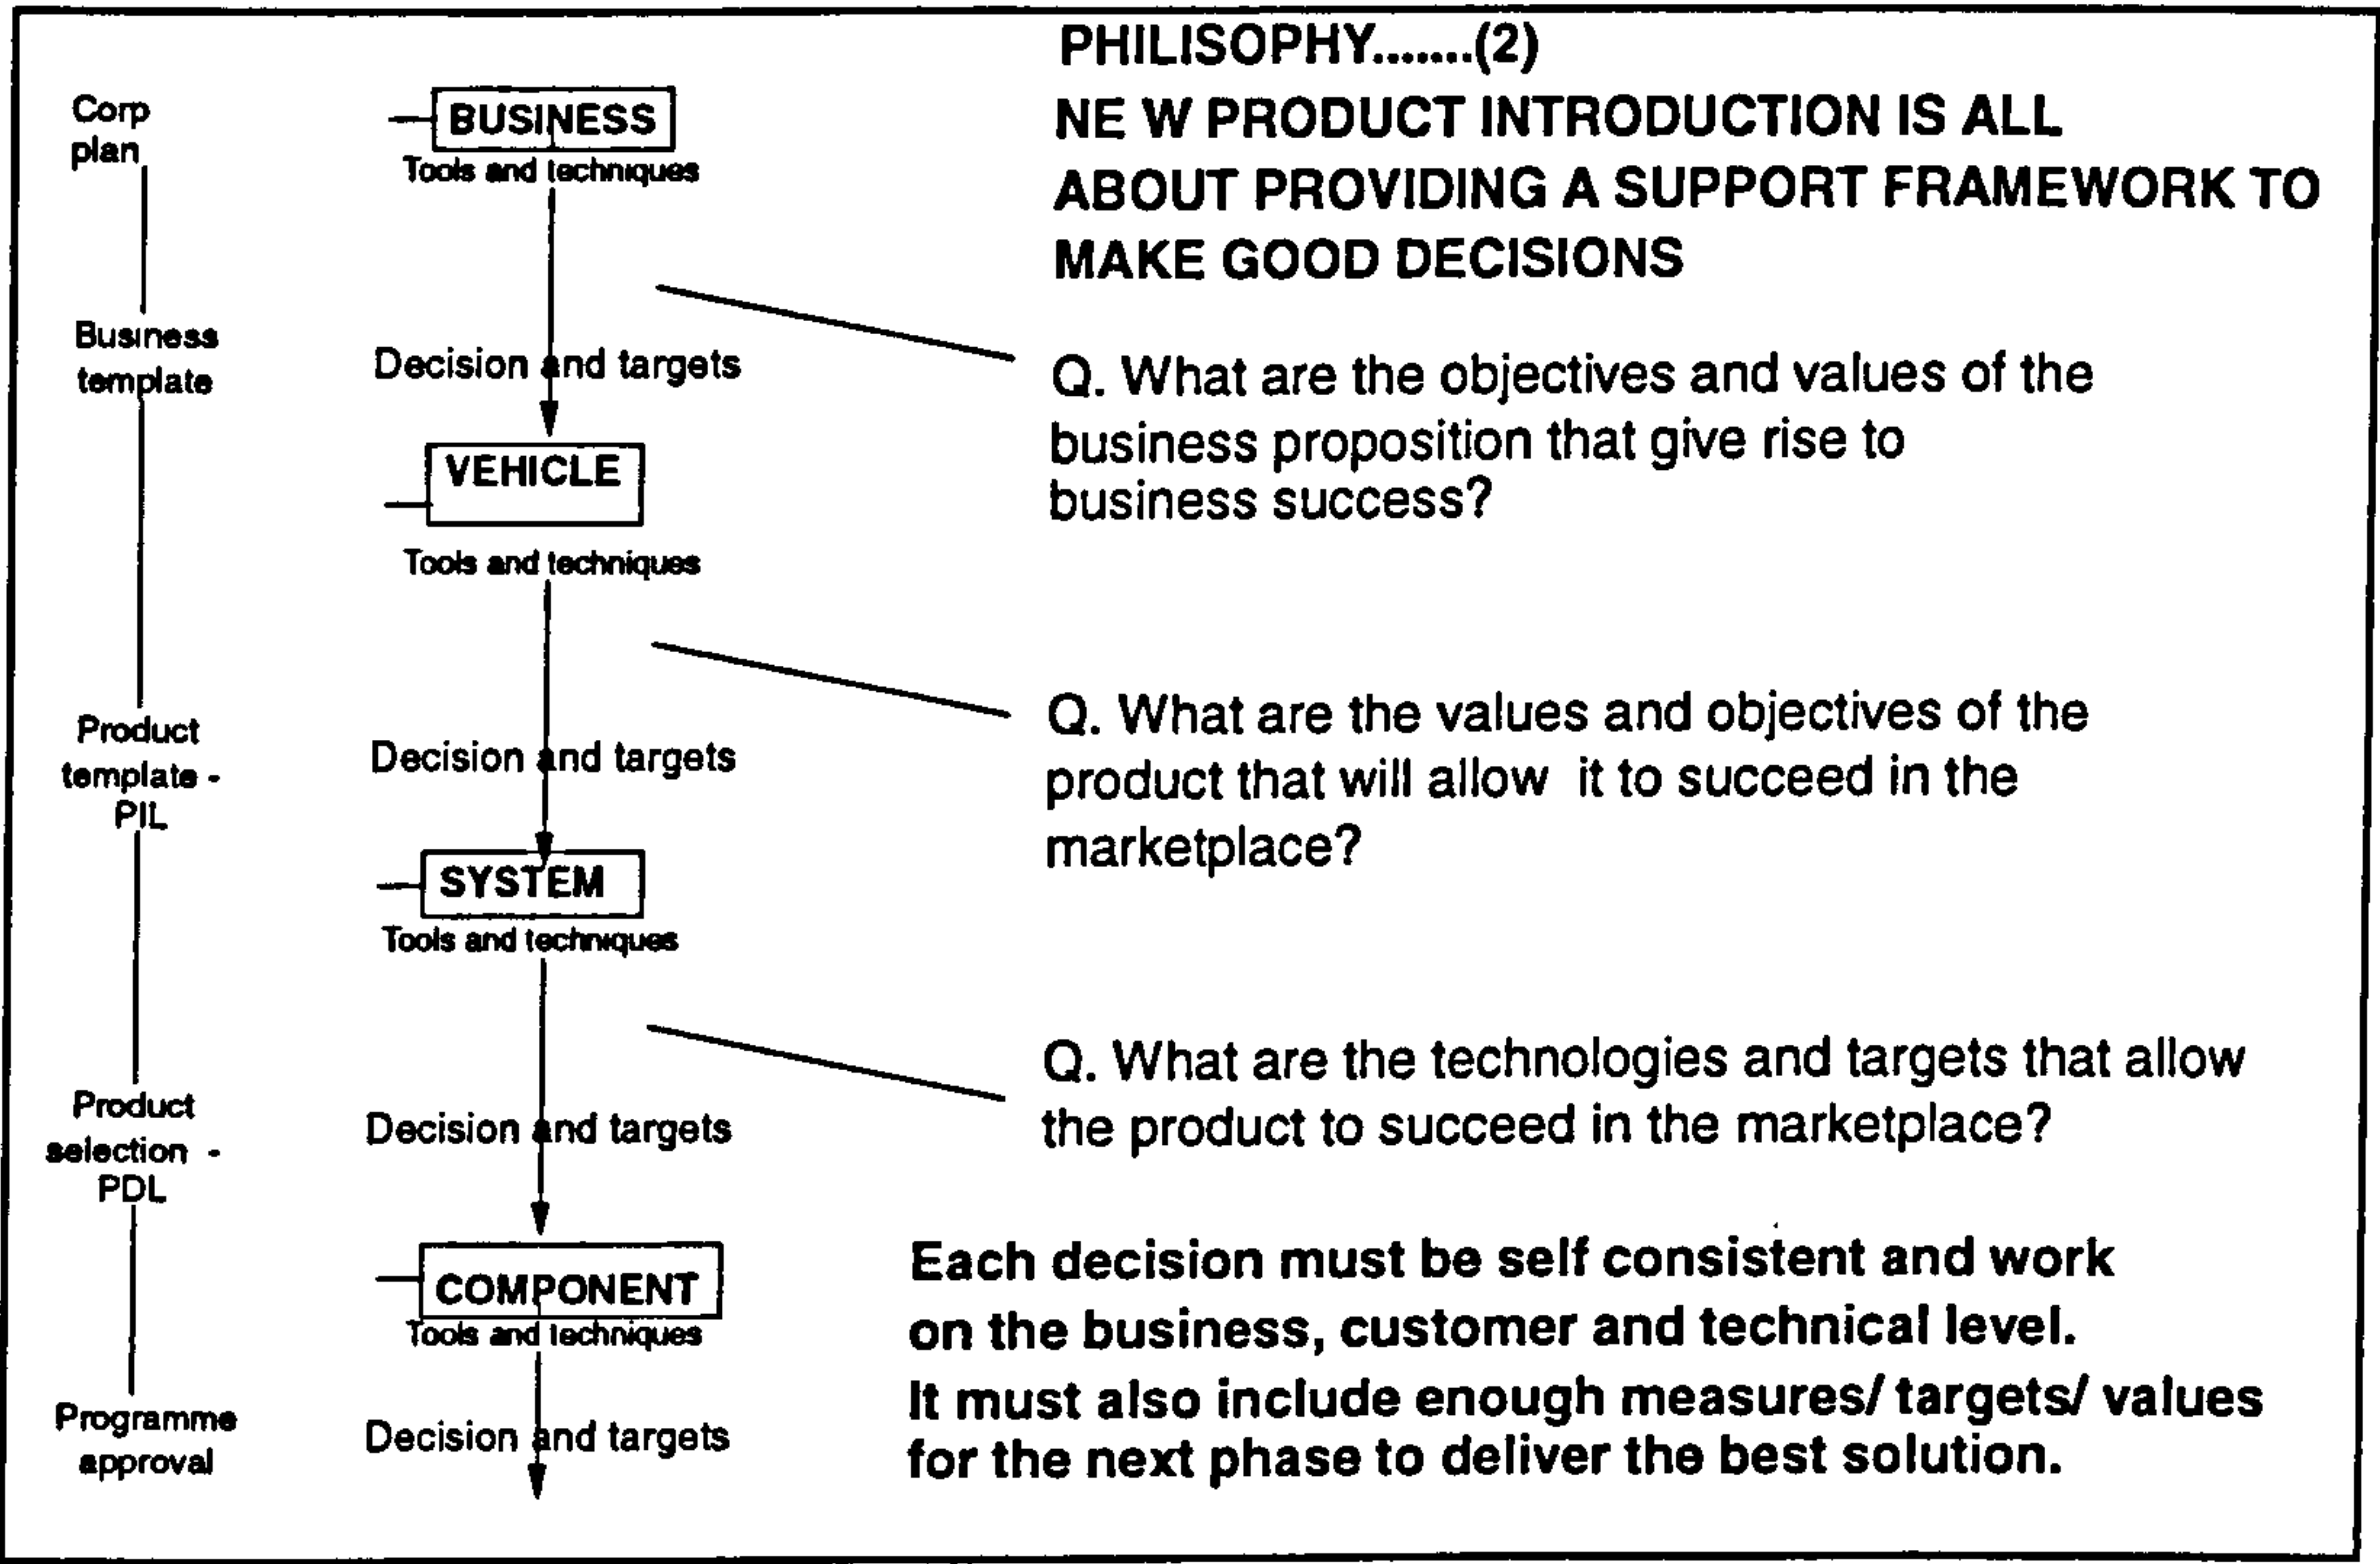 Corp
plan
Business
template
Product
template -
PIL
Product
selection -
PDL
Programme
approval
BUSINESS
Tools and techniques
Decision and targets
VEHICLE
Tools and techniques
Decision and targets
SYSTEM
Tools and techniques
Decision and targets
COMPONENT
Tools and techniques
Decision and targets
PHILISOPHY.......(2)
NE W PRODUCT INTRODUCTION IS ALL
ABOUT PROVIDING A SUPPORT FRAMEWORK TO
MAKE GOOD DECISIONS
Q. What are the objectives and values of the
business proposition that give rise to
business success?
Q. What are the values and objectives of the
product that will allow it to succeed in the
marketplace?
Q. What are the technologies and targets that allow
the product to succeed in the marketplace?
Each decision must be self consistent and work
on the business, customer and technical level.
It must also include enough measures/ targets/ values
for the next phase to deliver the best solution.